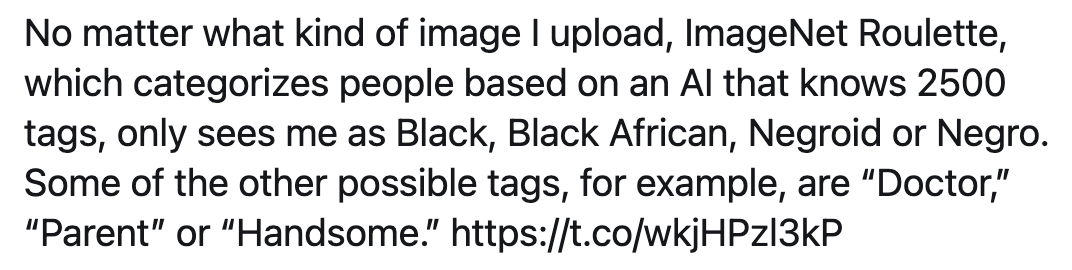 No matter what kind of image I upload, ImageNet Roulette,
which categorizes people based on an AI that knows 2500
tags, only sees me as Black, Black African, Negroid or Negro.
Some of the other possible tags, for example, are “Doctor,”
“Parent” or “Handsome.” https://t.co/wkjHPzl3kP